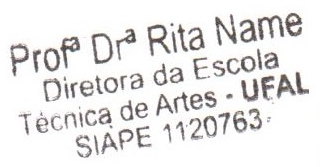 Profª Drª Rita Name
Diretora da Escola
Técnica de Artes - UFAL
SIAPE 1120763